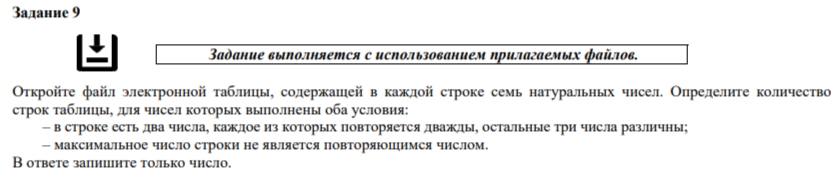 Задание 9
Задание выполняется с использованием прилагаемых файлов.
Откройте файл электронной таблицы, содержащей в каждой строке семь натуральных чисел. Определите количество
строк таблицы, для чисел которых выполнены оба условия:
– в строке есть два числа, каждое из которых повторяется дважды, остальные три числа различны;
– максимальное число строки не является повторяющимся числом.
В ответе запишите только число.